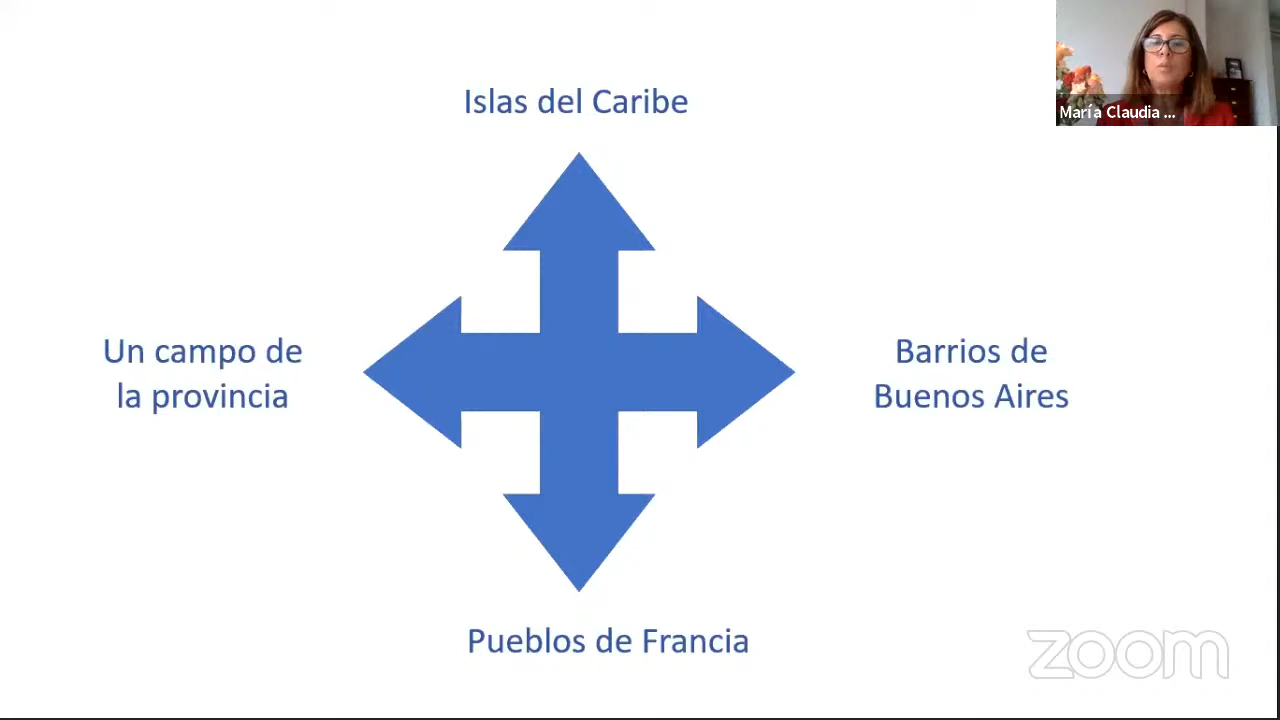 Islas del Caribe
María Claudia ...
Un campo de
la provincia
Barrios de
Buenos Aires
Pueblos de Francia
zoom